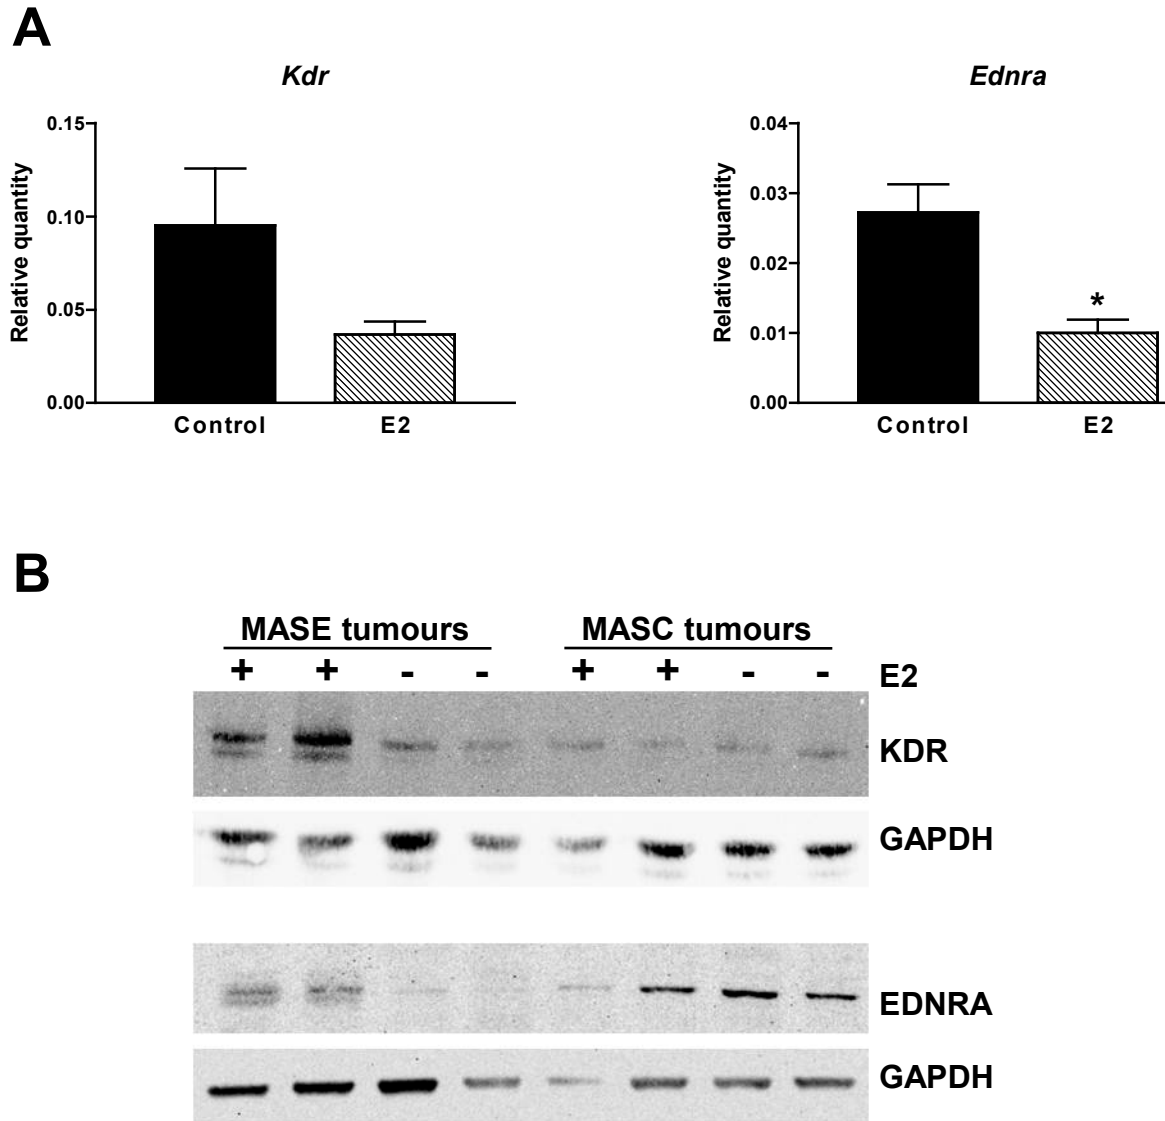 A
Kdr
Ednra
Relative quantity
0.15
0.10
0.05
0.00
Control E2
Relative quantity
0.04
0.03
0.02
0.01
0.00
*
Control E2
B
MASE tumours MASC tumours
+ + - - + + - - E2
KDR
GAPDH
EDNRA
GAPDH